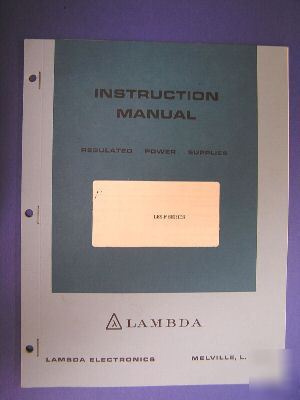 INSTRUCTION
MANUAL
REGULATED POWER SUPPLIES
LAMBDA
LAMBDA ELECTRONICS MELVILLE, L.